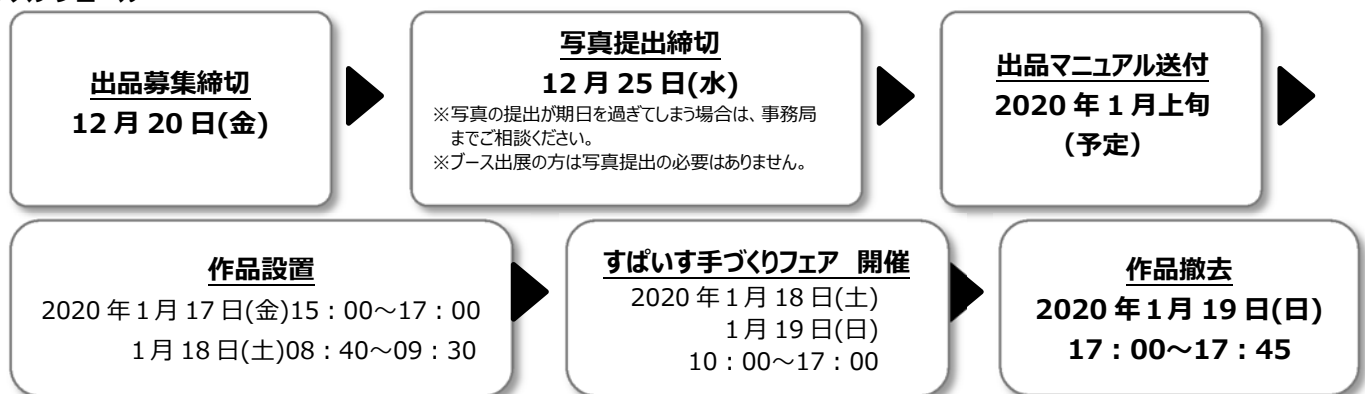 出品募集締切
12月20日(金)
写真提出締切
12月25日(水)
※写真の提出が期日を過ぎてしまう場合は、事務局
までご相談ください。
※ブース出展の方は写真提出の必要はありません。
出品マニュアル送付
2020年1月上旬
(予定)
作品設置
2020年1月17日(金)15:00～17:00
1月18日(土)08:40～09:30
すぱいす手づくりフェア 開催
2020年1月18日(土)
1月19日(日)
10:00～17:00
作品撤去
2020年1月19日(日)
17:00～17:45